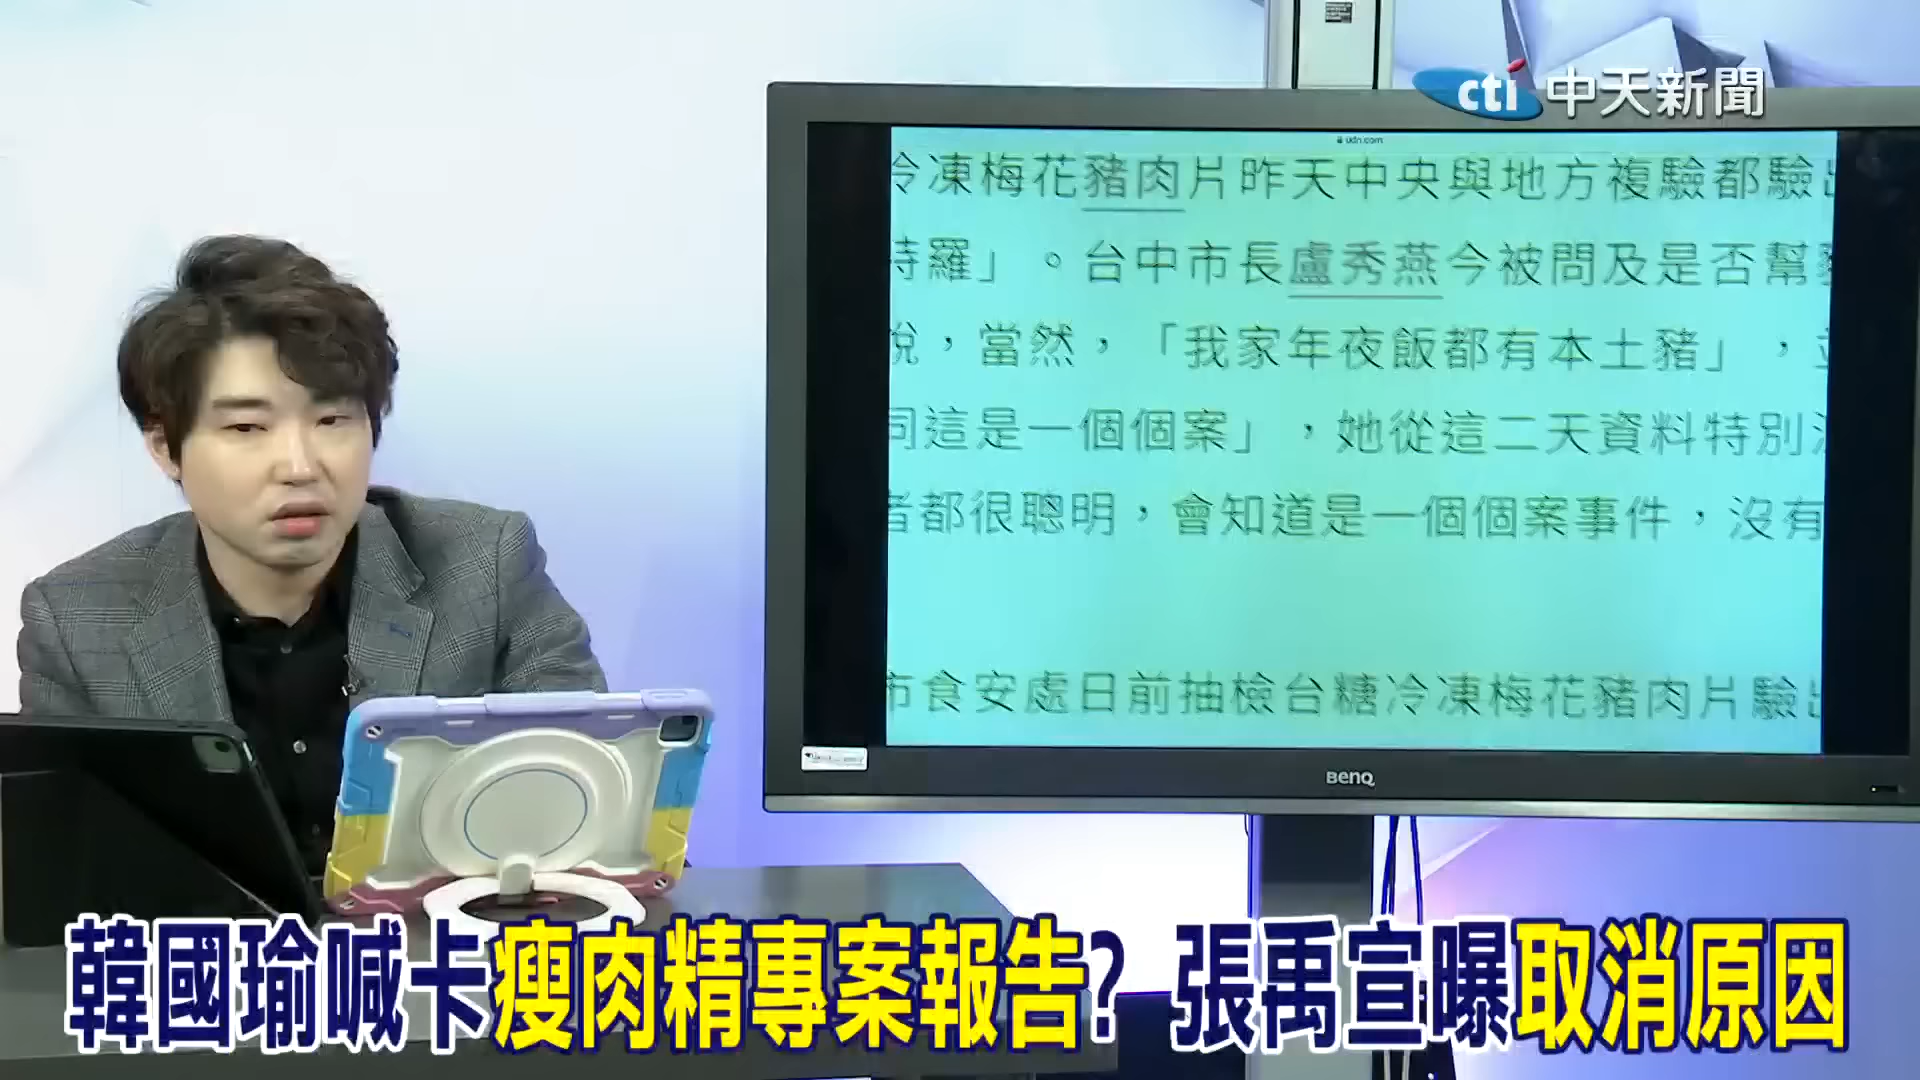 cti 中天新聞
udn.com
冷凍梅花豬肉片昨天中央與地方複驗都驗出
特羅」。台中市長盧秀燕今被問及是否幫
說,當然,「我家年夜飯都有本土豬」,
同這是一個個案」,她從這二天資料特別
者都很聰明,會知道是一個個案事件,沒有
市食安處日前抽檢台糖冷凍梅花豬肉片驗出
BenQ
韓國瑜喊卡瘦肉精專案報告? 張禹宣曝取消原因